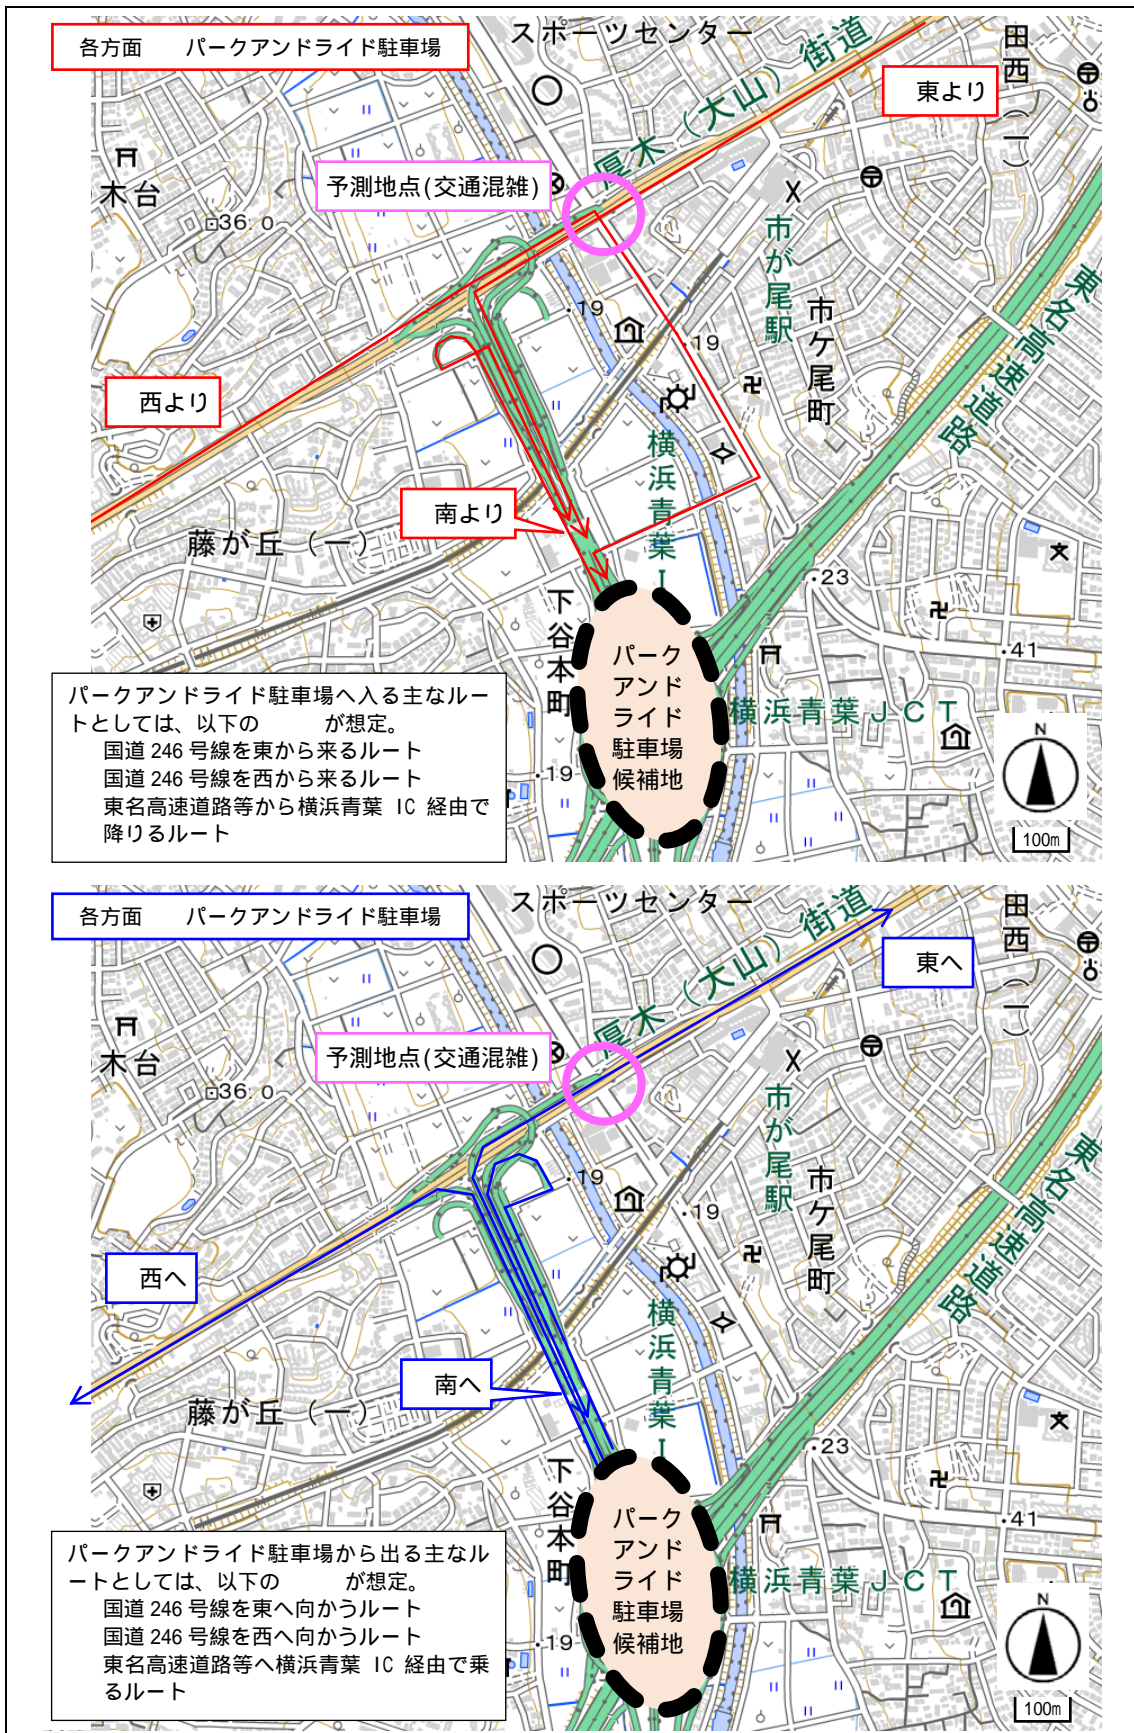 各方面　　パークアンドライド駐車場
スポーツセンター
厚木（大山）街道
田西（一）
東より
予測地点(交通混雑)
木台
36.0
市が尾駅
東名高速道路
19
市ケ尾町
19
西より
横浜青葉I
南より
藤が丘（一）
23
下谷本町
41
パーク
アンド
ライド
駐車場
候補地
横浜青葉JCT
19
パークアンドライド駐車場へ入る主なルー
トとしては、以下の　　　が想定。
国道 246 号線を東から来るルート
国道 246 号線を西から来るルート
東名高速道路等から横浜青葉 IC 経由で
降りるルート
N
100m
各方面　　パークアンドライド駐車場
スポーツセンター
厚木（大山）街道
田西（一）
東へ
予測地点(交通混雑)
木台
36.0
市が尾駅
東名高速道路
19
市ケ尾町
19
西へ
横浜青葉I
南へ
藤が丘（一）
23
下谷本町
41
パーク
アンド
ライド
駐車場
候補地
横浜青葉JCT
19
パークアンドライド駐車場から出る主なル
ートとしては、以下の　　　が想定。
国道 246 号線を東へ向かうルート
国道 246 号線を西へ向かうルート
東名高速道路等へ横浜青葉 IC 経由で乗
るルート
N
100m